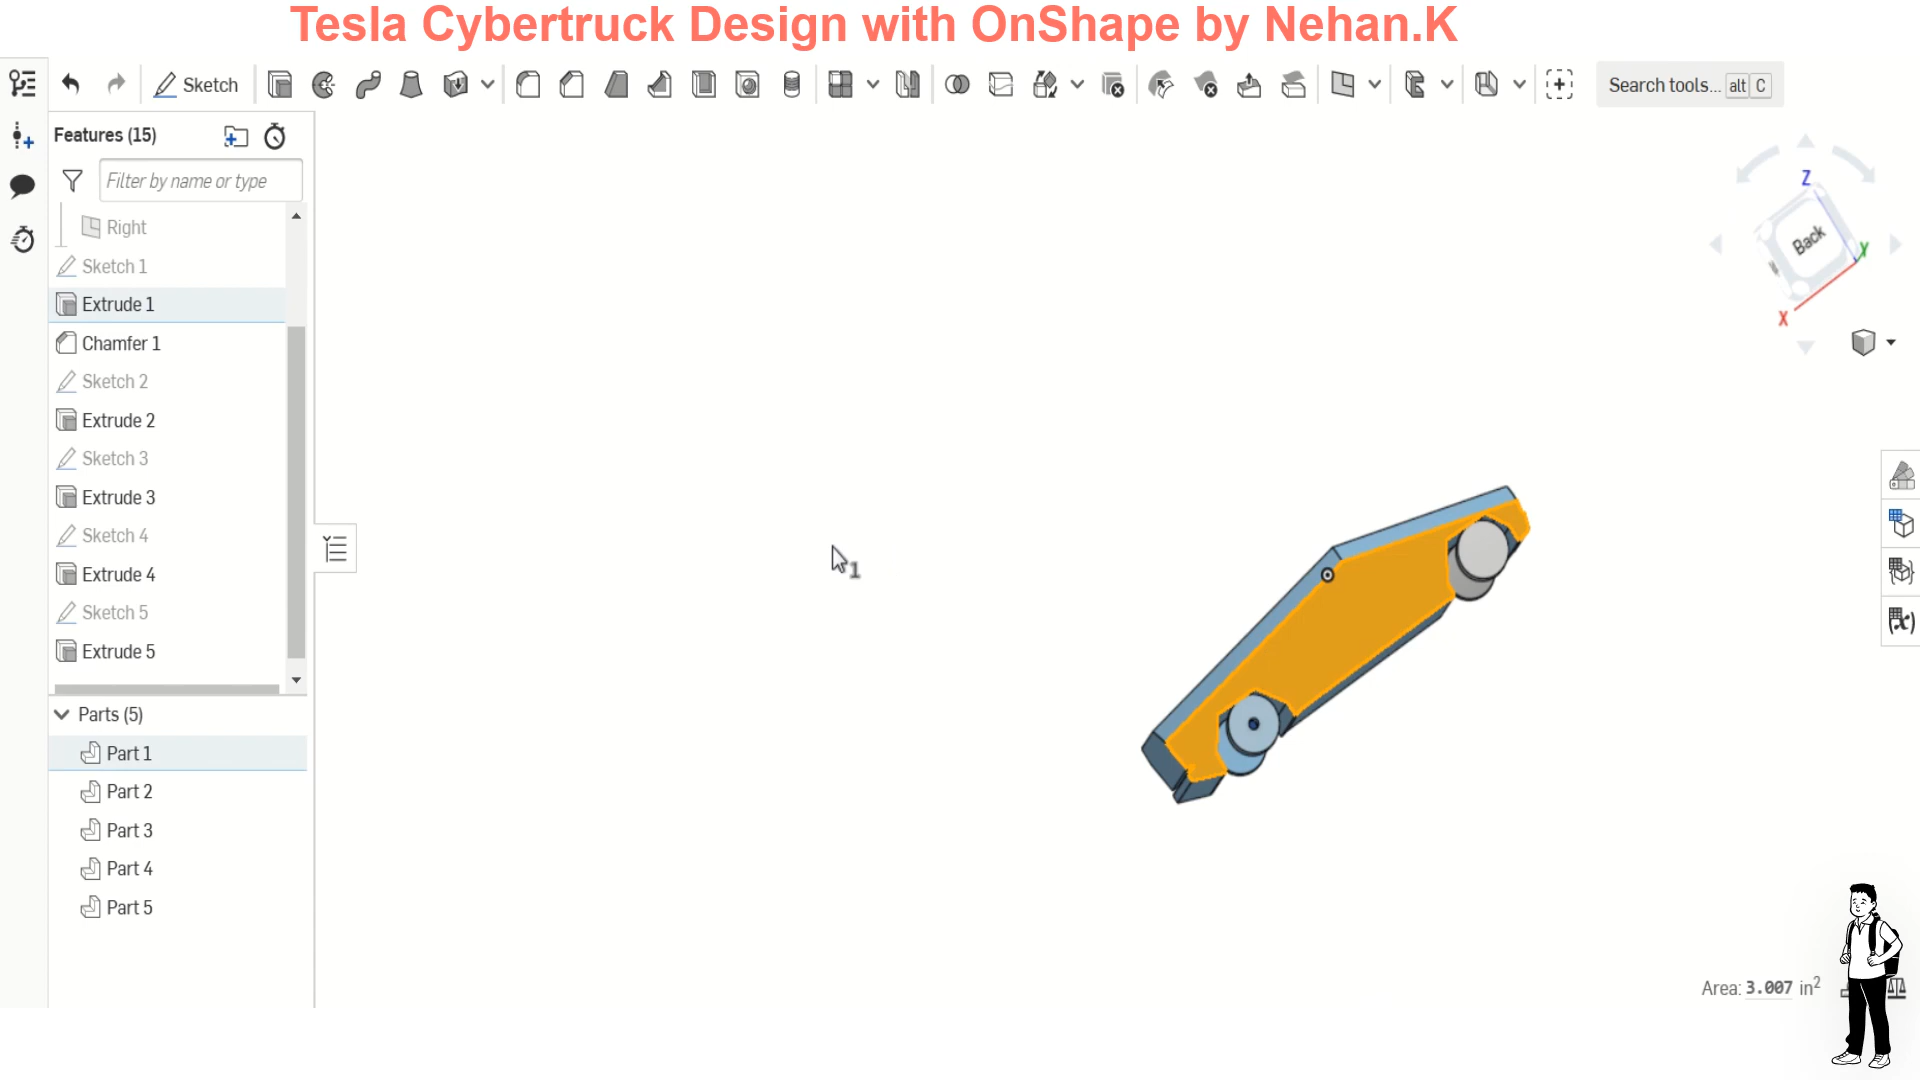 Tesla Cybertruck Design with OnShape by Nehan.K
Sketch
Search tools... alt C
Features (15)
Filter by name or type
Right
Sketch 1
Extrude 1
Chamfer 1
Sketch 2
Extrude 2
Sketch 3
Extrude 3
Sketch 4
Extrude 4
Sketch 5
Extrude 5
Parts (5)
Part 1
Part 2
Part 3
Part 4
Part 5
1
Z
Back
Y
X
(x)
Area: 3.007 in²